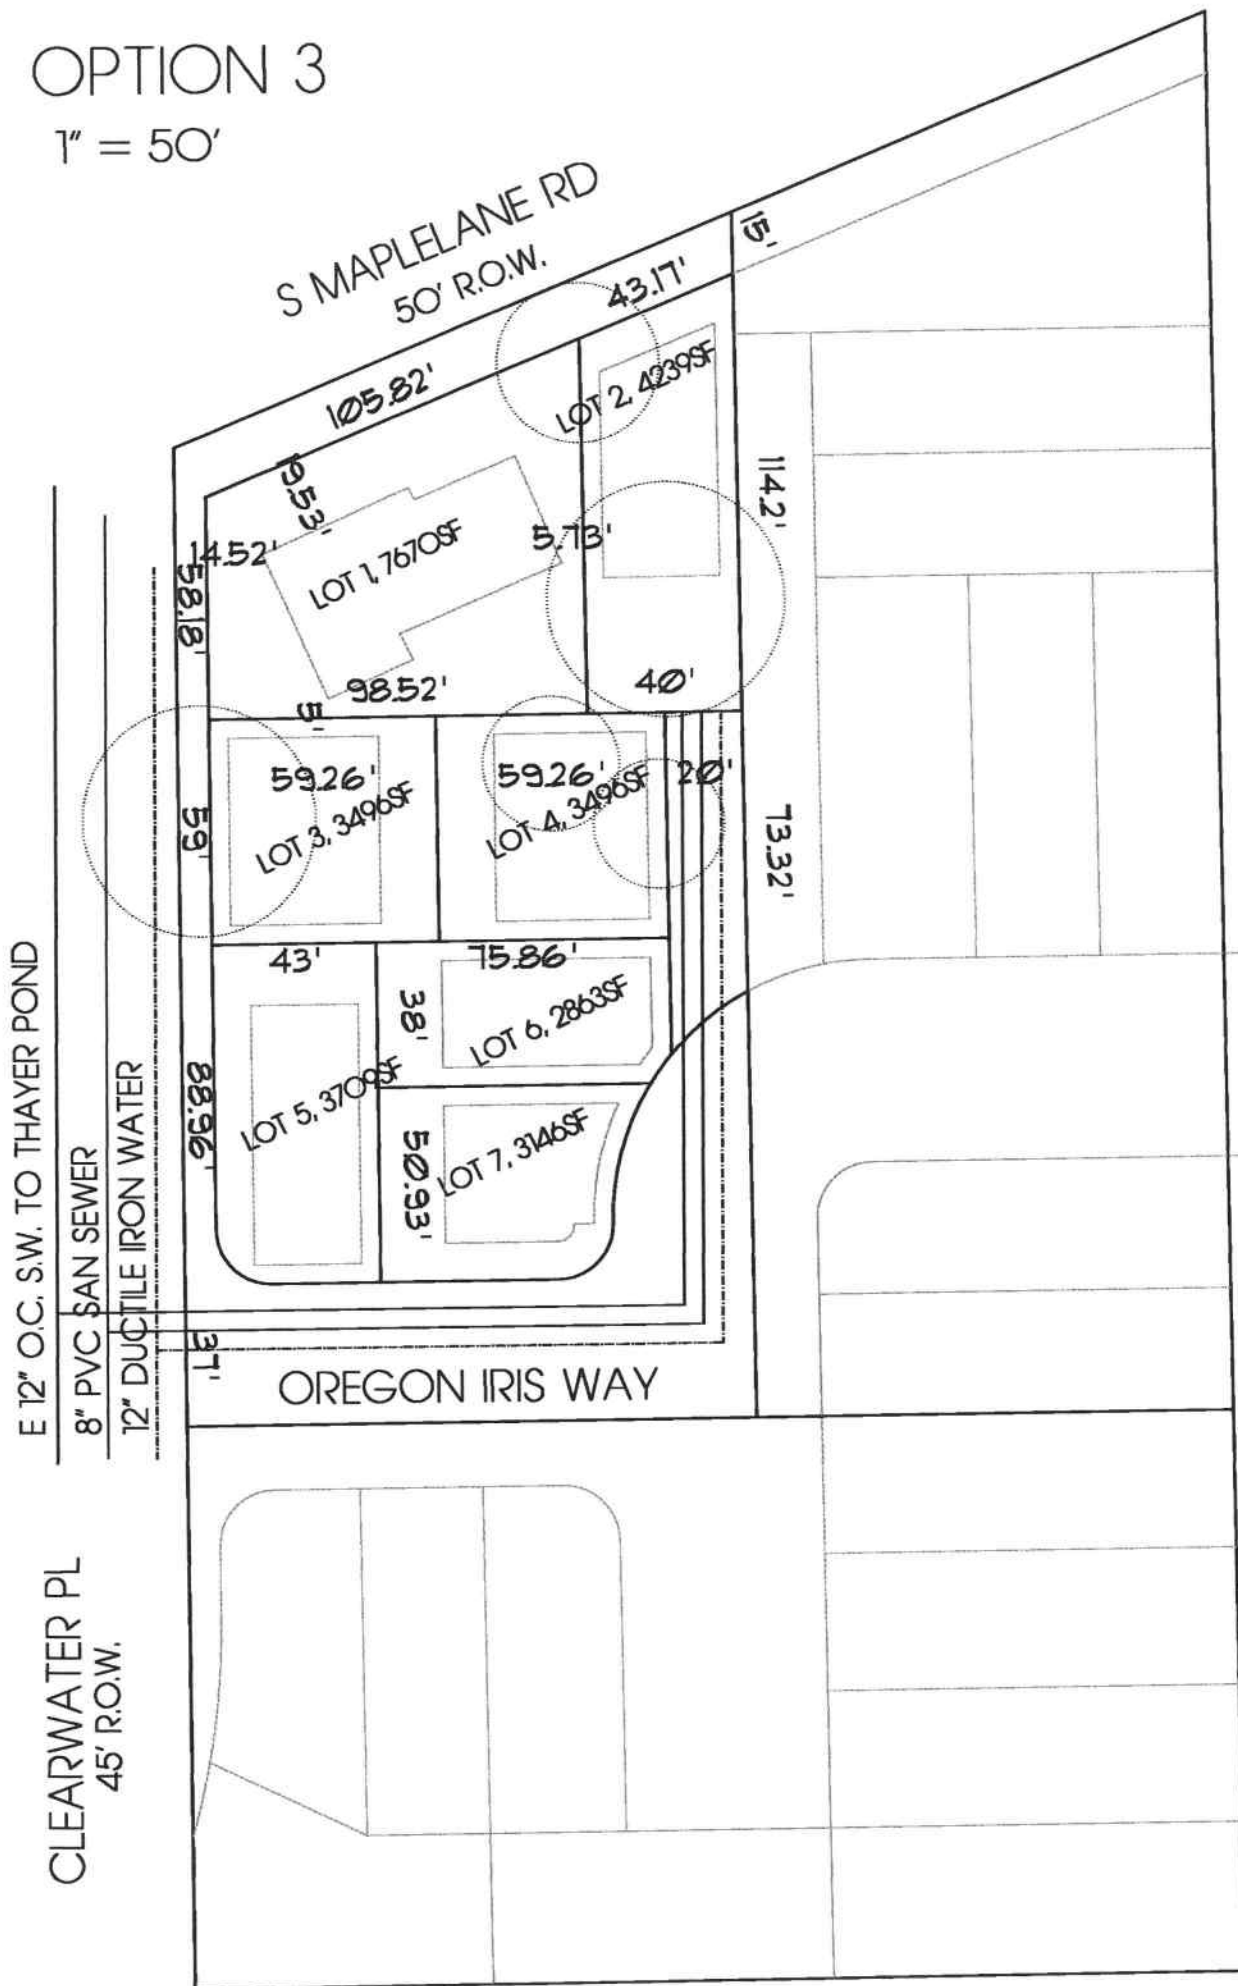 OPTION 3
1" = 50'
S MAPLELANE RD
50' R.O.W.
15'
43.17'
105.82'
LOT 2, 4239SF
19.53'
114.2'
14.52'
5.73'
LOT 1, 7670SF
58.18'
98.52'
40'
5'
59.26'
59.26'
20'
LOT 3, 3496SF
LOT 4, 3496SF
59'
73.32'
43'
75.86'
38'
LOT 6, 2863SF
LOT 5, 3709SF
88.96'
50.93'
LOT 7, 3146SF
E 12" O.C. S.W. TO THAYER POND
8" PVC SAN SEWER
12" DUCTILE IRON WATER
37'
OREGON IRIS WAY
CLEARWATER PL
45' R.O.W.